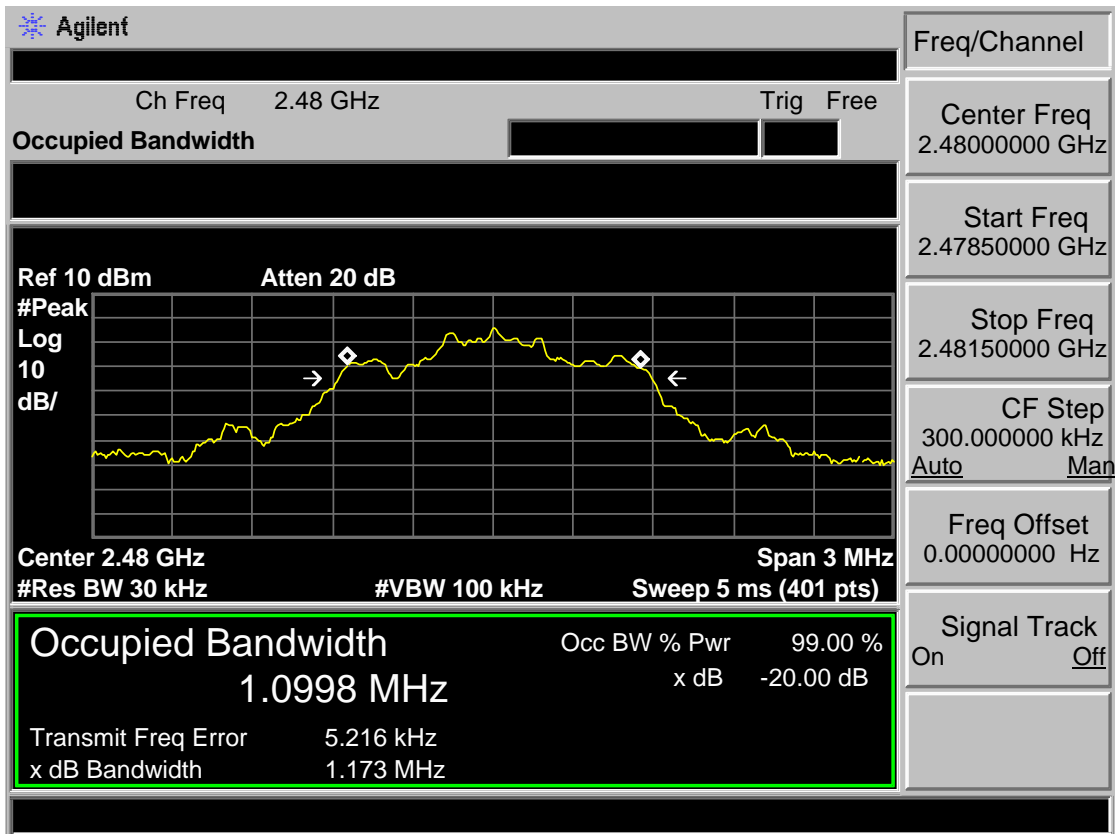 Agilent
Freq/Channel
Ch Freq 2.48 GHz Trig Free
Occupied Bandwidth
Center Freq
2.48000000 GHz
Start Freq
2.47850000 GHz
Stop Freq
2.48150000 GHz
CF Step
300.000000 kHz
Auto Man
Freq Offset
0.00000000 Hz
Signal Track
On Off
Ref 10 dBm Atten 20 dB
#Peak
Log
10
dB/
Center 2.48 GHz Span 3 MHz
#Res BW 30 kHz #VBW 100 kHz Sweep 5 ms (401 pts)
Occupied Bandwidth Occ BW % Pwr 99.00 %
1.0998 MHz x dB -20.00 dB
Transmit Freq Error 5.216 kHz
x dB Bandwidth 1.173 MHz